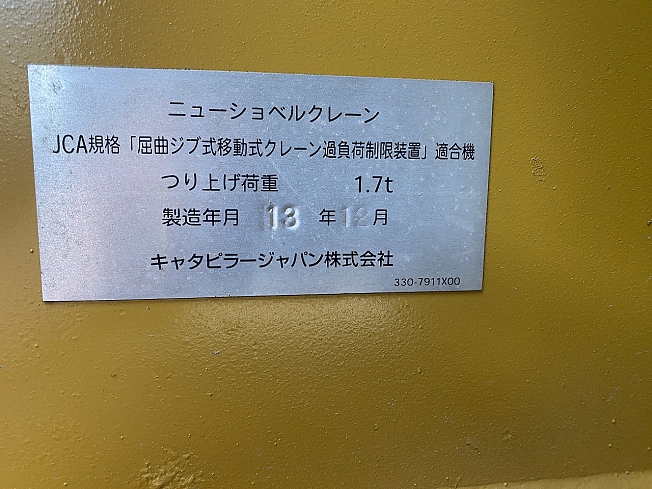 ニューショベルクレーン
JCA規格「屈曲ジブ式移動式クレーン過負荷制限装置」適合機
つり上げ荷重 1.7t
製造年月 13 年 12 月
キャタピラージャパン株式会社
330-7911X00